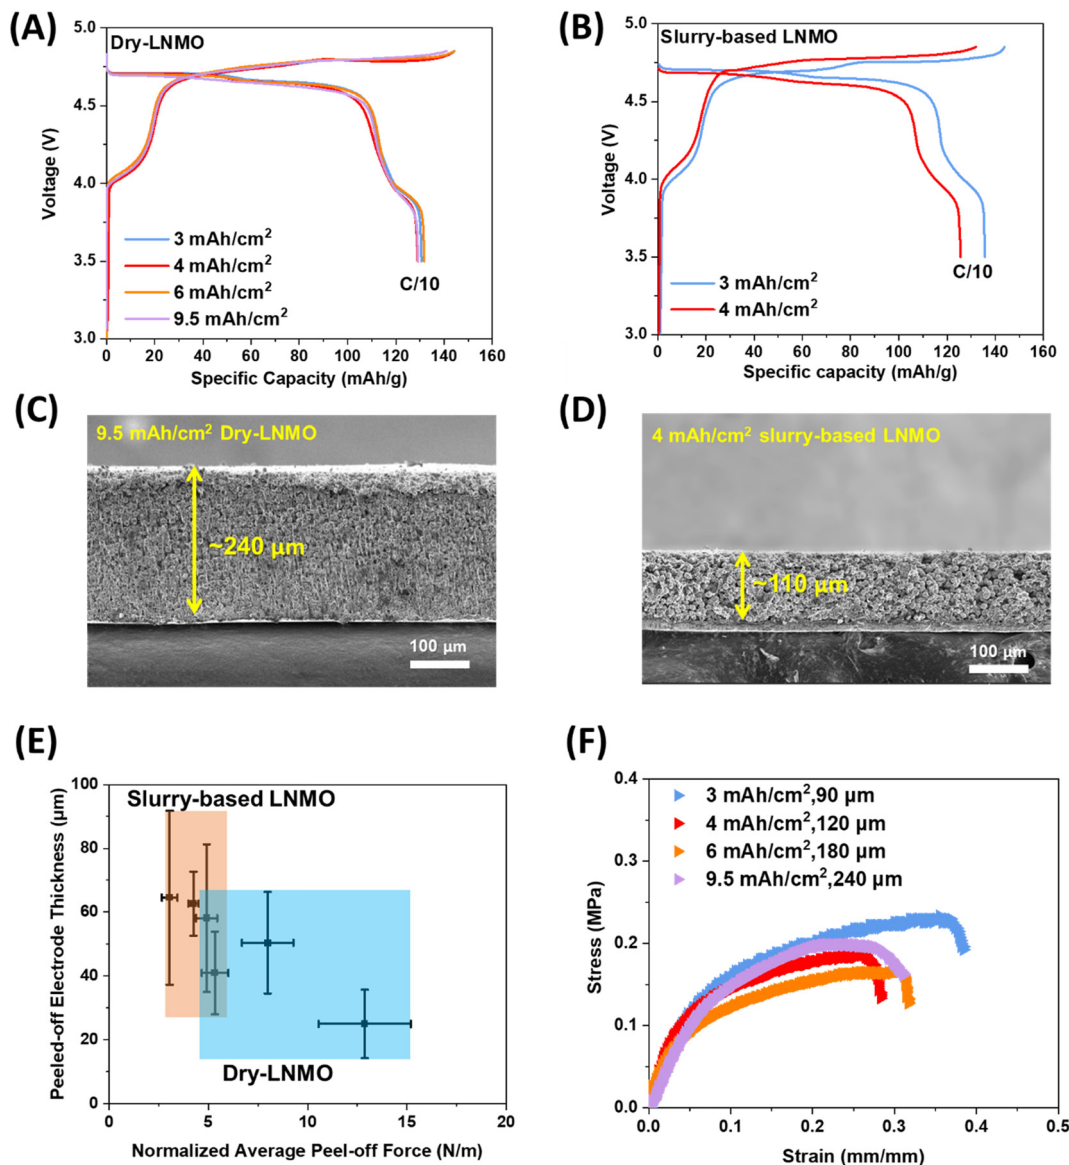 (A)
Dry-LNMO
5.0
4.5
4.0
3.5
3.0
Voltage (V)
3 mAh/cm²
4 mAh/cm²
6 mAh/cm²
9.5 mAh/cm²
C/10
0 20 40 60 80 100 120 140 160
Specific Capacity (mAh/g)
(B)
Slurry-based LNMO
5.0
4.5
4.0
3.5
3.0
Voltage (V)
3 mAh/cm²
4 mAh/cm²
C/10
0 20 40 60 80 100 120 140 160
Specific capacity (mAh/g)
(C)
9.5 mAh/cm² Dry-LNMO
~240 µm
100 µm
(D)
4 mAh/cm² slurry-based LNMO
~110 µm
100 µm
(E)
100
80
60
40
20
0
Peeled-off Electrode Thickness (µm)
Slurry-based LNMO
Dry-LNMO
0 5 10 15 20
Normalized Average Peel-off Force (N/m)
(F)
0.4
0.3
0.2
0.1
0.0
Stress (MPa)
3 mAh/cm²,90 µm
4 mAh/cm²,120 µm
6 mAh/cm²,180 µm
9.5 mAh/cm²,240 µm
0.0 0.1 0.2 0.3 0.4 0.5
Strain (mm/mm)